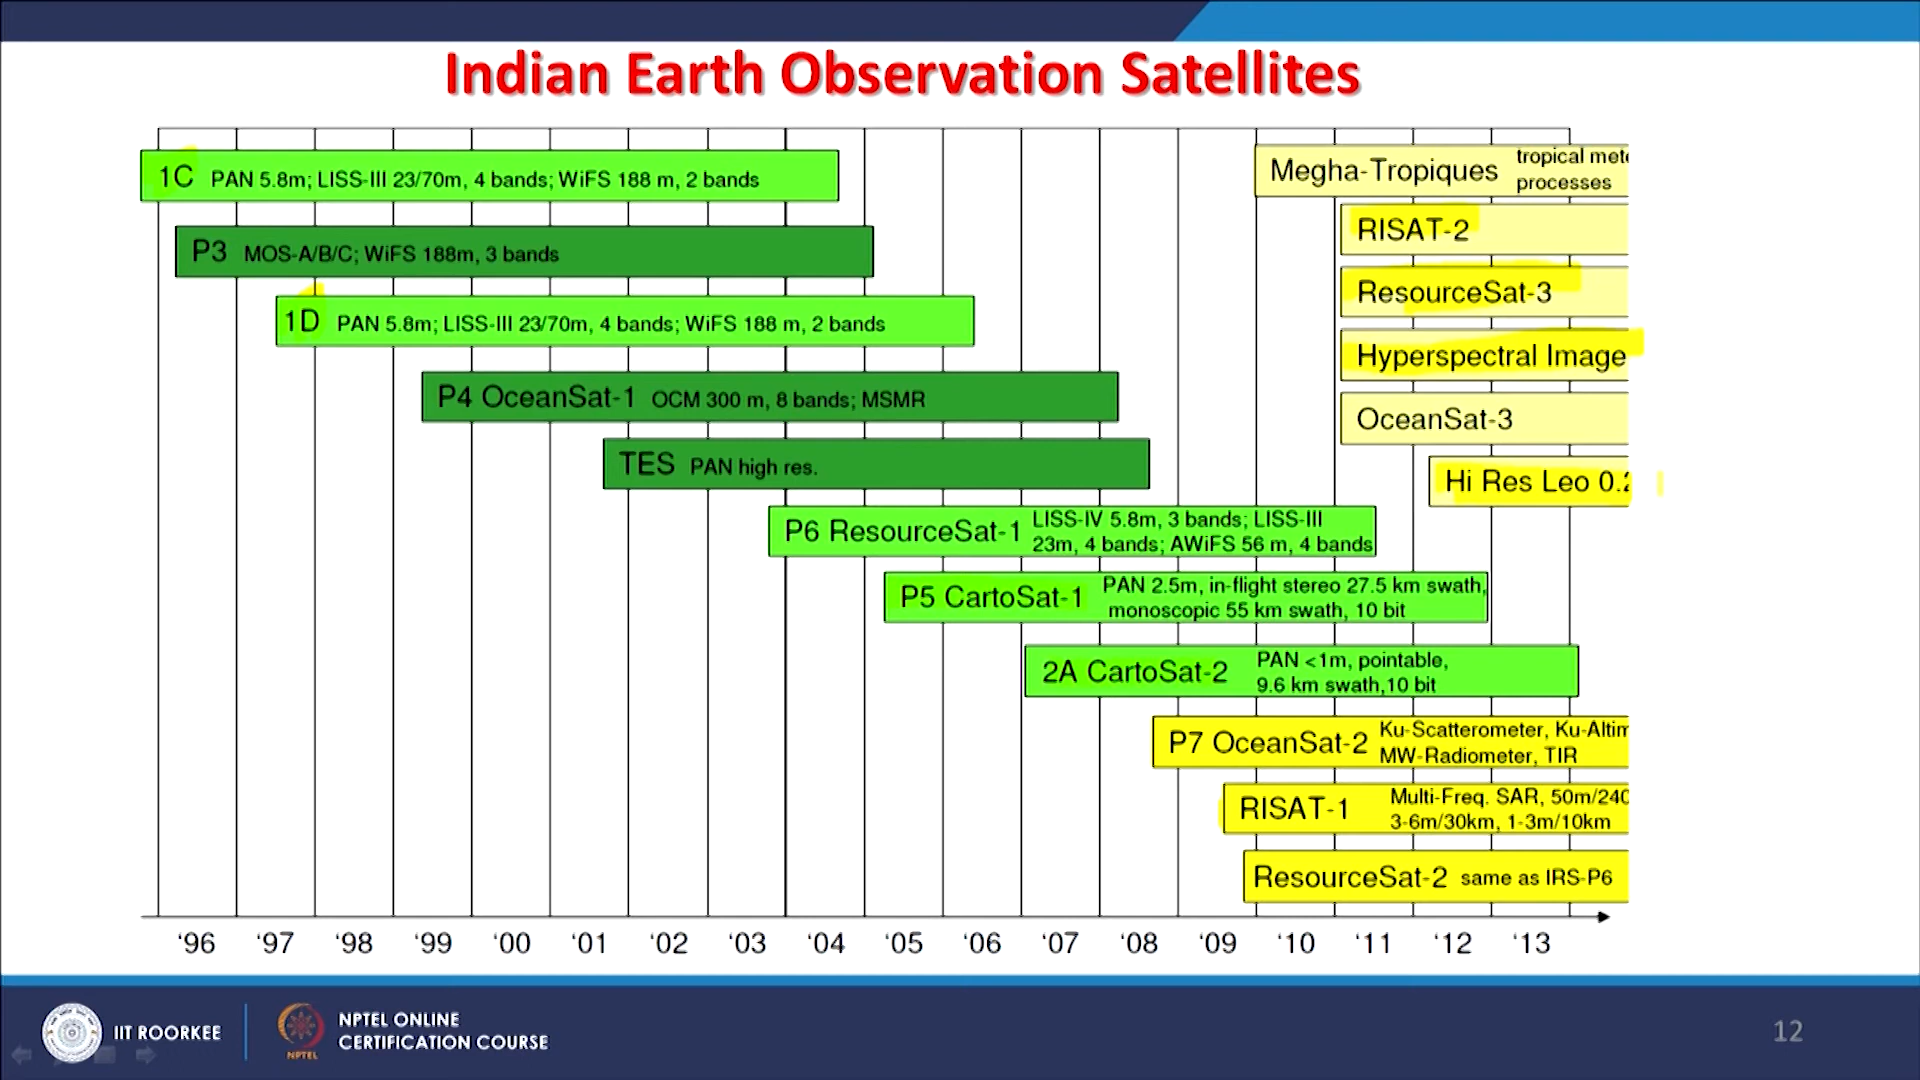 Indian Earth Observation Satellites
1C PAN 5.8m; LISS-III 23/70m, 4 bands; WiFS 188 m, 2 bands
P3 MOS-A/B/C; WiFS 188m, 3 bands
1D PAN 5.8m; LISS-III 23/70m, 4 bands; WiFS 188 m, 2 bands
P4 OceanSat-1 OCM 300 m, 8 bands; MSMR
TES PAN high res.
P6 ResourceSat-1 LISS-IV 5.8m, 3 bands; LISS-III
23m, 4 bands; AWiFS 56 m, 4 bands
P5 CartoSat-1 PAN 2.5m, in-flight stereo 27.5 km swath,
monoscopic 55 km swath, 10 bit
2A CartoSat-2 PAN <1m, pointable,
9.6 km swath,10 bit
P7 OceanSat-2 Ku-Scatterometer,
MW-Radiometer, TIR
RISAT-1 Multi-Freq. SAR, 50m/240
3-6m/30km, 1-3m/10km
ResourceSat-2 same as IRS-P6
Megha-Tropiques tropical
processes
RISAT-2
ResourceSat-3
Hyperspectral Image
OceanSat-3
Hi Res Leo
‘96 ‘97 ‘98 ‘99 ‘00 ‘01 ‘02 ‘03 ‘04 ‘05 ‘06 ‘07 ‘08 ‘09 ‘10 ‘11 ‘12 ‘13
IIT ROORKEE
NPTEL
NPTEL ONLINE
CERTIFICATION COURSE
12